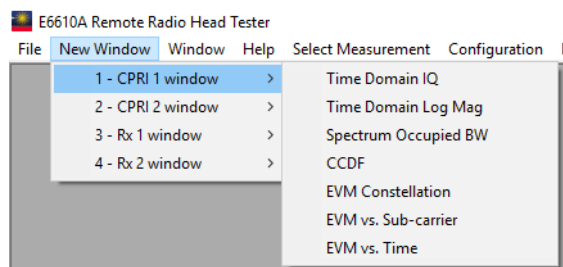 E6610A Remote Radio Head Tester
File New Window Window Help Select Measurement Configuration
1 - CPRI 1 window > Time Domain IQ
2 - CPRI 2 window > Time Domain Log Mag
3 - Rx 1 window > Spectrum Occupied BW
4 - Rx 2 window > CCDF
EVM Constellation
EVM vs. Sub-carrier
EVM vs. Time